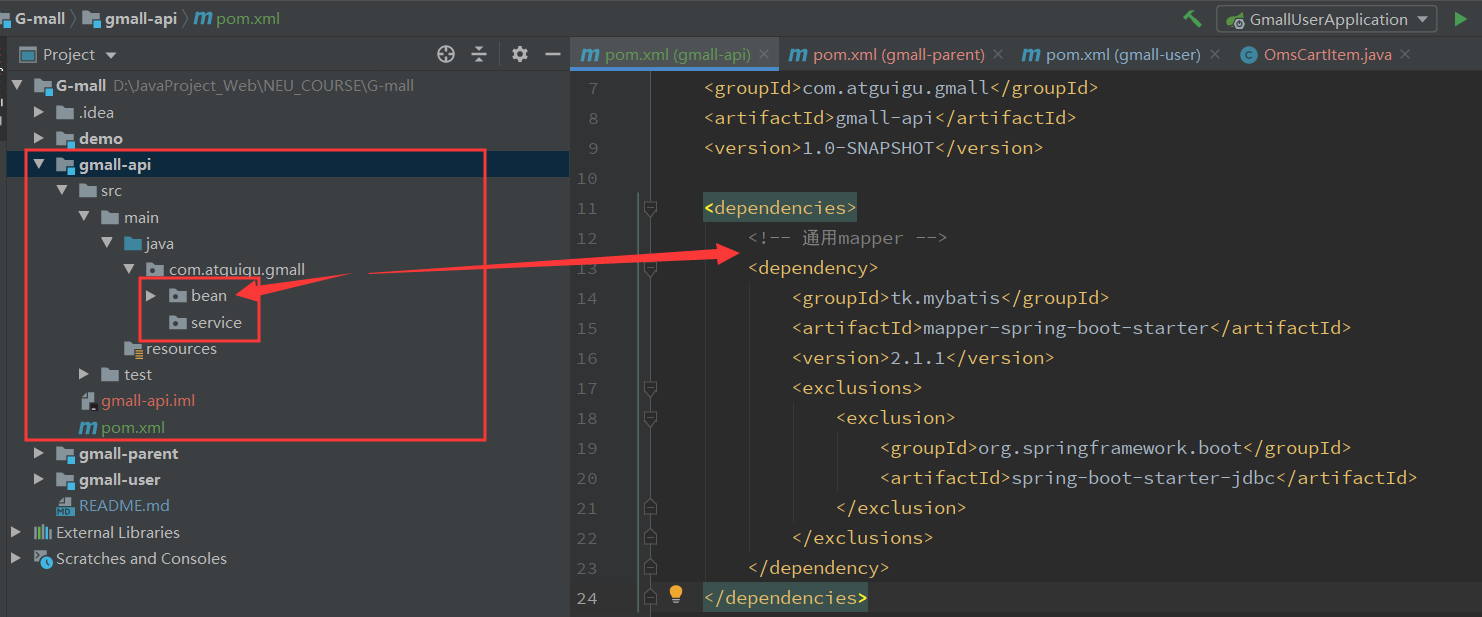 G-mall gmall-api pom.xml GmallUserApplication
Project pom.xml (gmall-api) pom.xml (gmall-parent) pom.xml (gmall-user) OmsCartItem.java
G-mall D:\JavaProject_Web\NEU_COURSE\G-mall
.idea
demo
gmall-api
src
main
java
com.atguigu.gmall
bean
service
resources
test
gmall-api.iml
pom.xml
gmall-parent
gmall-user
README.md
External Libraries
Scratches and Consoles
7 <groupId>com.atguigu.gmall</groupId>
8 <artifactId>gmall-api</artifactId>
9 <version>1.0-SNAPSHOT</version>
10
11 <dependencies>
12 <!-- 通用mapper -->
13 <dependency>
14 <groupId>tk.mybatis</groupId>
15 <artifactId>mapper-spring-boot-starter</artifactId>
16 <version>2.1.1</version>
17 <exclusions>
18 <exclusion>
19 <groupId>org.springframework.boot</groupId>
20 <artifactId>spring-boot-starter-jdbc</artifactId>
21 </exclusion>
22 </exclusions>
23 </dependency>
24 </dependencies>